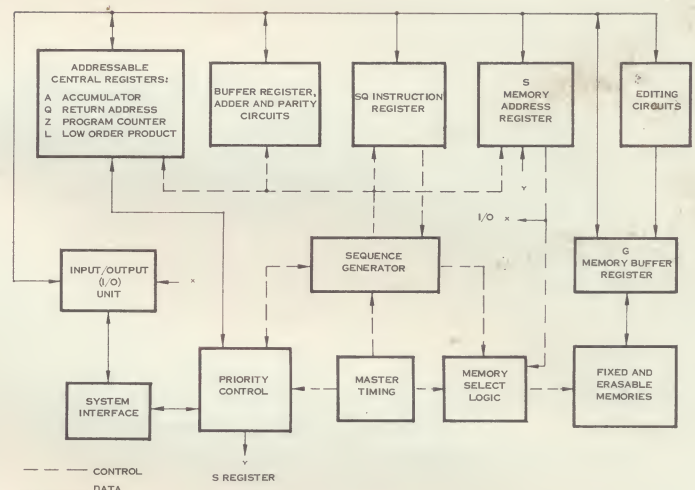 ADDRESSABLE
CENTRAL REGISTERS:
A ACCUMULATOR
Q RETURN ADDRESS
Z PROGRAM COUNTER
L LOW ORDER PRODUCT
BUFFER REGISTER,
ADDER AND PARITY
CIRCUITS
SQ INSTRUCTION
REGISTER
S
MEMORY
ADDRESS
REGISTER
EDITING
CIRCUITS
Y
I/O X
INPUT/OUTPUT
(I/O)
UNIT
X
SEQUENCE
GENERATOR
G
MEMORY BUFFER
REGISTER
SYSTEM
INTERFACE
PRIORITY
CONTROL
MASTER
TIMING
MEMORY
SELECT
LOGIC
FIXED AND
ERASABLE
MEMORIES
Y
S REGISTER
CONTROL
DATA